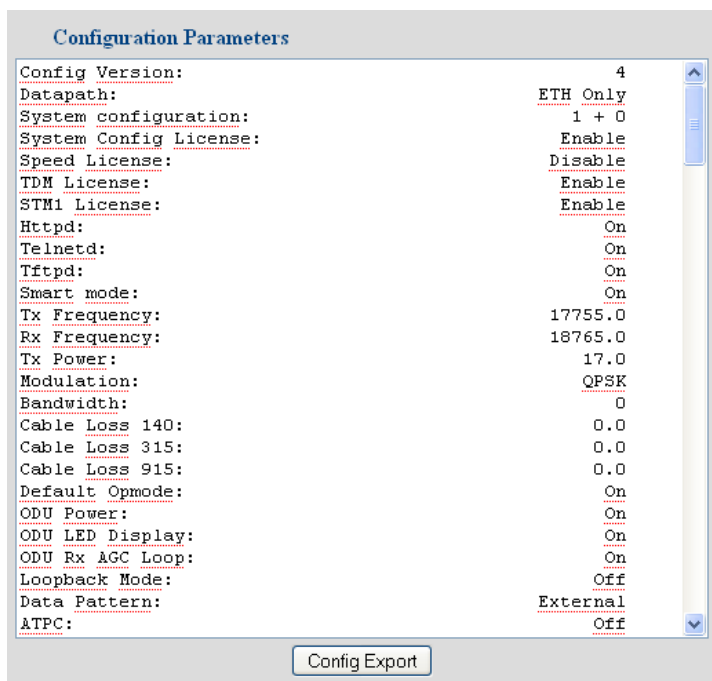 Configuration Parameters
Config Version: 4
Datapath: ETH Only
System configuration: 1 + 0
System Config License: Enable
Speed License: Disable
TDM License: Enable
STM1 License: Enable
Httpd: On
Telnetd: On
Tftpd: On
Smart mode: On
Tx Frequency: 17755.0
Rx Frequency: 18765.0
Tx Power: 17.0
Modulation: QPSK
Bandwidth: 0
Cable Loss 140: 0.0
Cable Loss 315: 0.0
Cable Loss 915: 0.0
Default Opmode: On
ODU Power: On
ODU LED Display: On
ODU Rx AGC Loop: On
Loopback Mode: Off
Data Pattern: External
ATPC: Off
Config Export